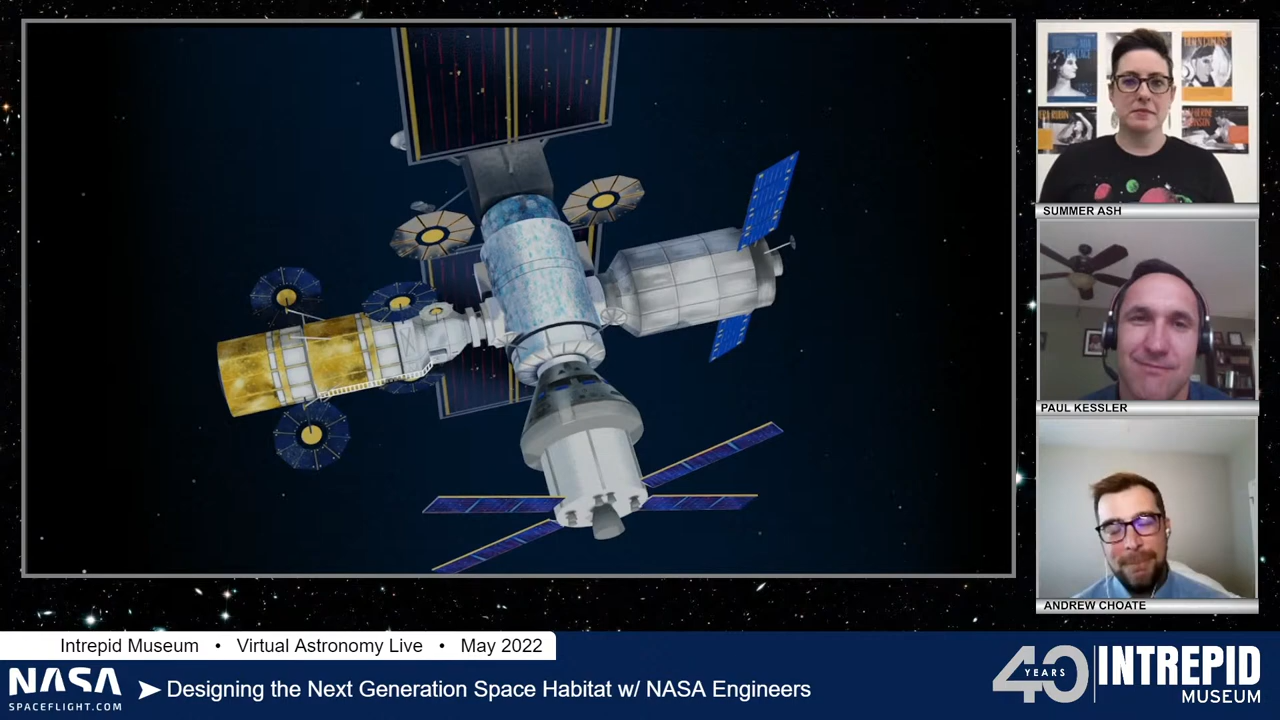 SUMMER ASH
PAUL KESSLER
ANDREW CHOATE
Intrepid Museum • Virtual Astronomy Live • May 2022
NASA
SPACEFLIGHT.COM
➤ Designing the Next Generation Space Habitat w/ NASA Engineers
40
YEARS
INTREPID
MUSEUM